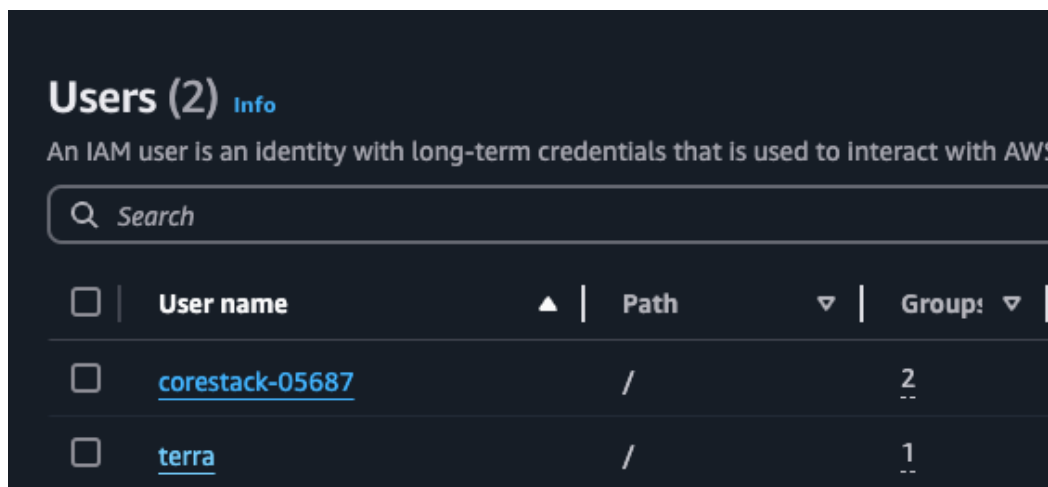 Users (2) Info
An IAM user is an identity with long-term credentials that is used to interact with AWS
Search
User name Path Groups
corestack-05687 / 2
terra / 1